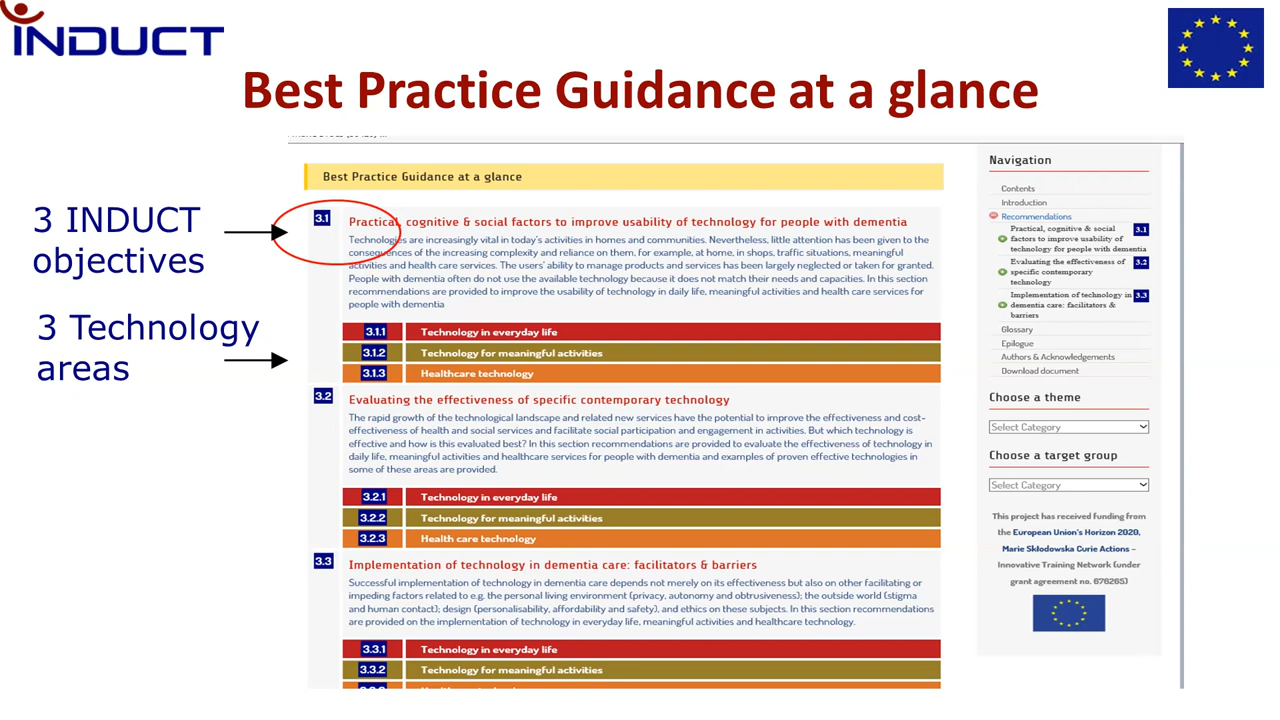 INDUCT
Best Practice Guidance at a glance
3 INDUCT
objectives
3 Technology
areas
Best Practice Guidance at a glance
3.1
Practical, cognitive & social factors to improve usability of technology for people with dementia
Technologies are increasingly vital in today's activities in homes and communities. Nevertheless, little attention has been given to the
consequences of the increasing complexity and reliance on them, for example, at home, in shops, traffic situations, meaningful
activities and health care services. The users' ability to manage products and services has been largely neglected or taken for granted.
People with dementia often do not use the available technology because it does not match their needs and capacities. In this section
recommendations are provided to improve the usability of technology in daily life, meaningful activities and health care services for
people with dementia
3.1.1 Technology in everyday life
3.1.2 Technology for meaningful activities
3.1.3 Healthcare technology
3.2
Evaluating the effectiveness of specific contemporary technology
The rapid growth of the technological landscape and related new services have the potential to improve the effectiveness and cost-
effectiveness of health and social services and facilitate social participation and engagement in activities. But which technology is
effective and how is this evaluated best? In this section recommendations are provided to evaluate the effectiveness of technology in
daily life, meaningful activities and healthcare services for people with dementia and examples of proven effective technologies in
some of these areas are provided.
3.2.1 Technology in everyday life
3.2.2 Technology for meaningful activities
3.2.3 Health care technology
3.3
Implementation of technology in dementia care: facilitators & barriers
Successful implementation of technology in dementia care depends not merely on its effectiveness but also on other facilitating or
impeding factors related to e.g. the personal living environment (privacy, autonomy and obtrusiveness); the outside world (stigma
and human contact); design (personalisability, affordability and safety), and ethics on these subjects. In this section recommendations
are provided on the implementation of technology in everyday life, meaningful activities and healthcare technology.
3.3.1 Technology in everyday life
3.3.2 Technology for meaningful activities
Navigation
Contents
Introduction
Recommendations
Practical, cognitive & social 3.1
factors to improve usability of
technology for people with dementia
Evaluating the effectiveness of 3.2
specific contemporary
technology
Implementation of technology in 3.3
dementia care: facilitators &
barriers
Glossary
Epilogue
Authors & Acknowledgements
Download document
Choose a theme
Select Category
Choose a target group
Select Category
This project has received funding from
the European Union's Horizon 2020,
Marie Skłodowska Curie Actions –
Innovative Training Network (under
grant agreement no. 676265)